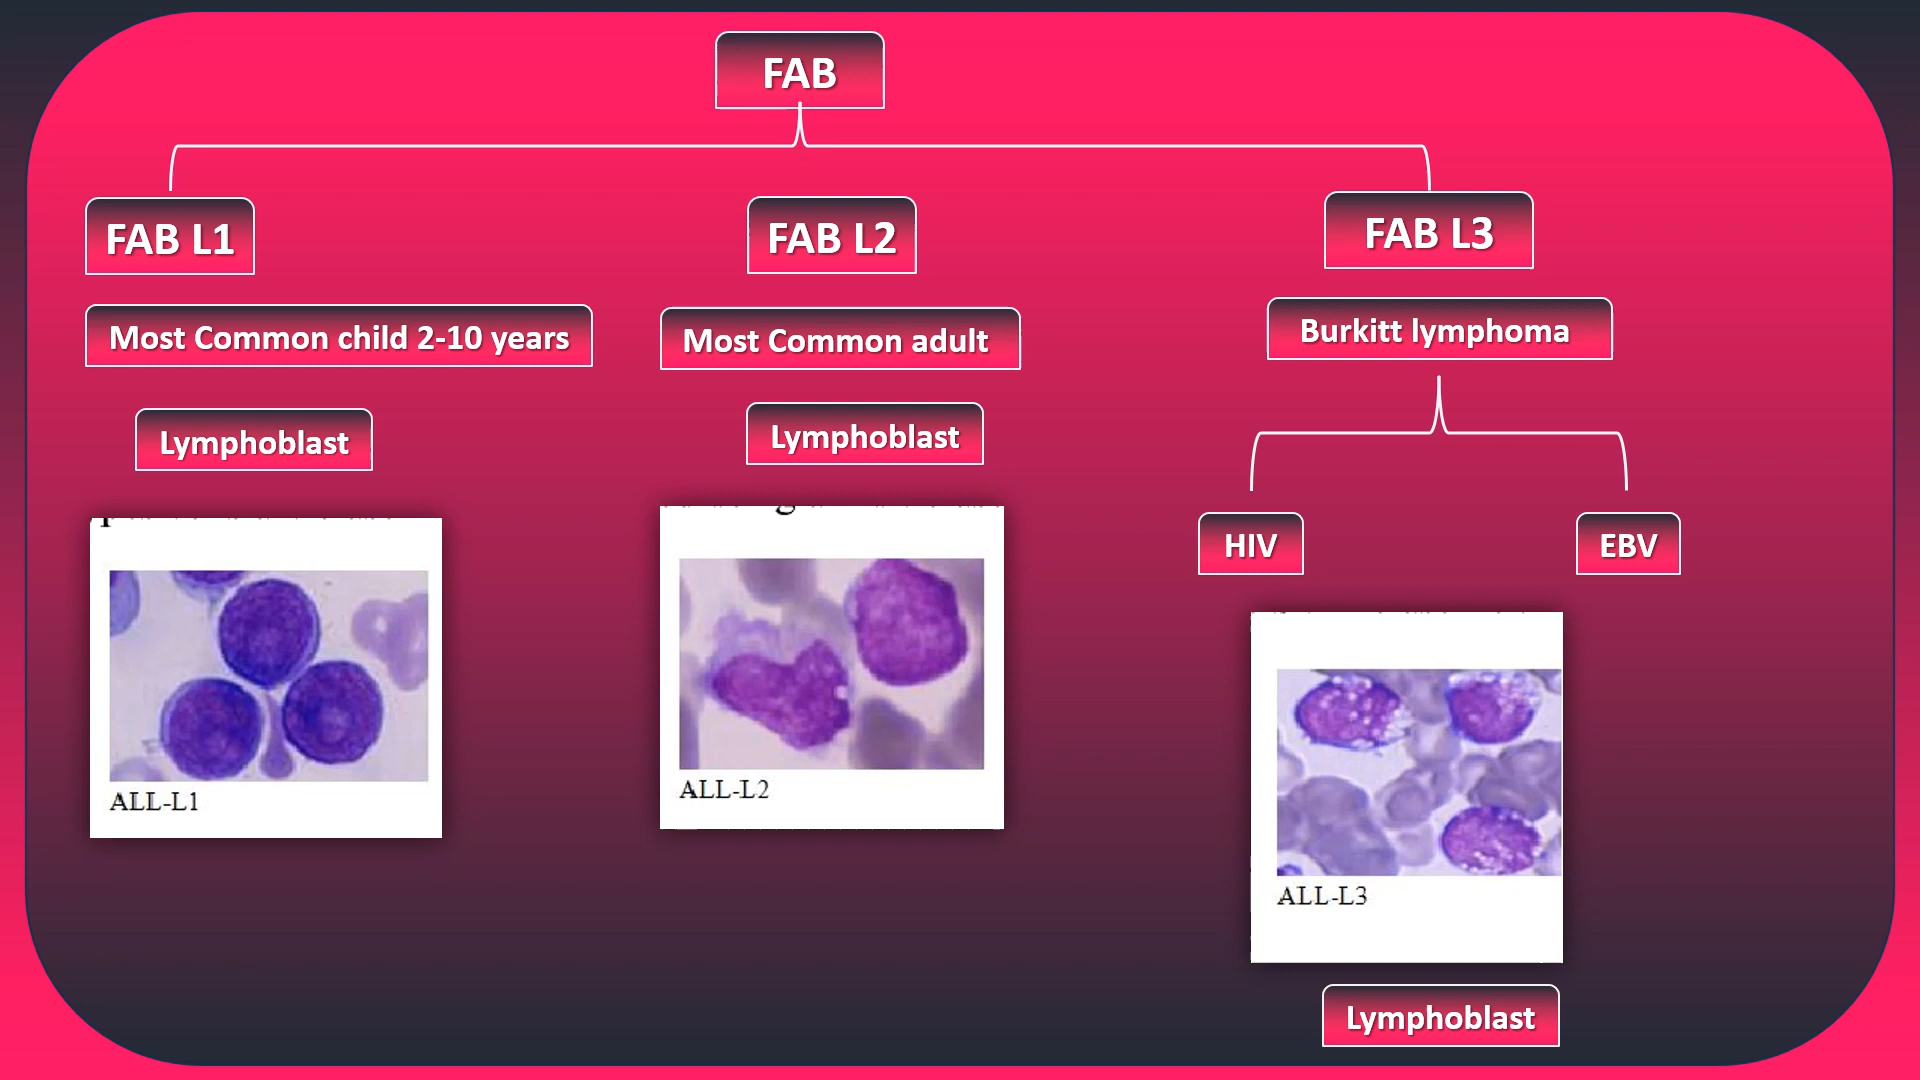 FAB
FAB L1
FAB L2
FAB L3
Most Common child 2-10 years
Most Common adult
Burkitt lymphoma
Lymphoblast
Lymphoblast
HIV
EBV
ALL-L1
ALL-L2
ALL-L3
Lymphoblast